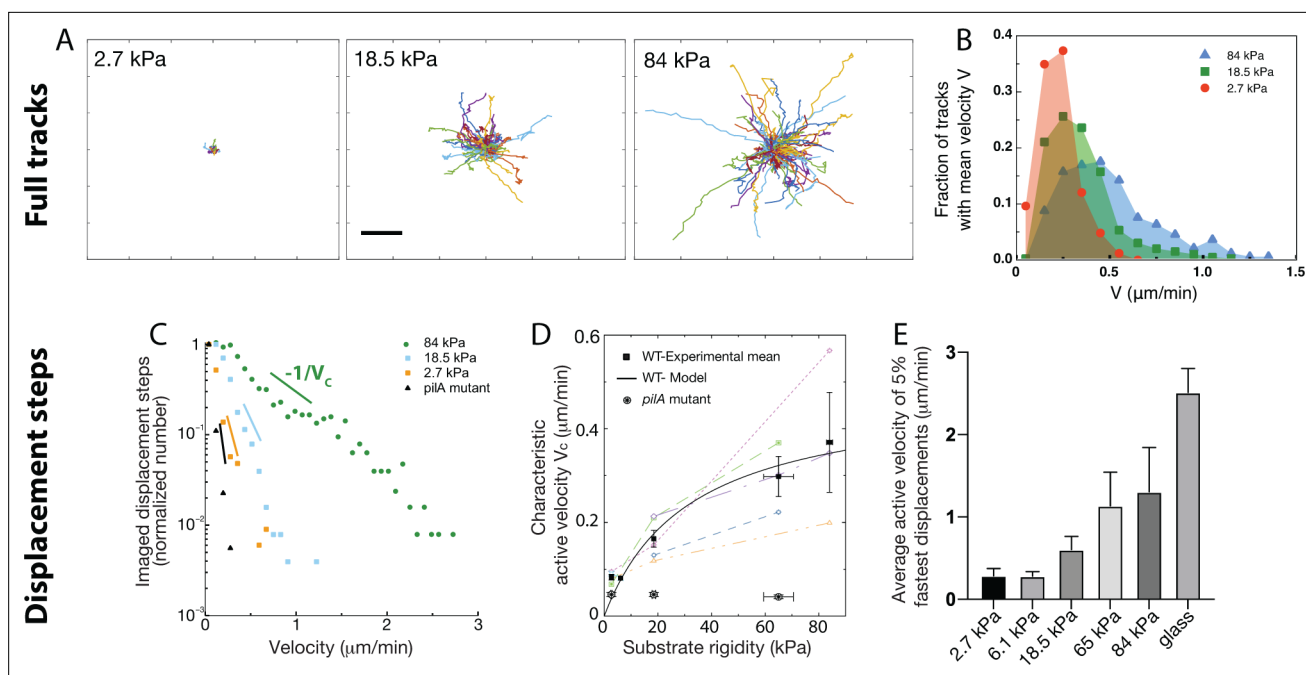 Full tracks
A
2.7 kPa
18.5 kPa
84 kPa
B
0.4
0.3
0.2
0.1
0.0
Fraction of tracks
with mean velocity V
84 kPa
18.5 kPa
2.7 kPa
0
0.5
1.0
1.5
V (μm/min)
Displacement steps
C
1
10⁻¹
10⁻²
10⁻³
Imaged displacement steps
(normalized number)
84 kPa
18.5 kPa
2.7 kPa
pilA mutant
-1/Vc
0
1
2
3
Velocity (μm/min)
D
0.6
0.4
0.2
0
Characteristic
active velocity Vc (μm/min)
WT-Experimental mean
WT- Model
pilA mutant
0
20
40
60
80
Substrate rigidity (kPa)
E
3
2
1
0
Average active velocity of 5%
fastest displacements (μm/min)
2.7 kPa
6.1 kPa
18.5 kPa
65 kPa
84 kPa
glass